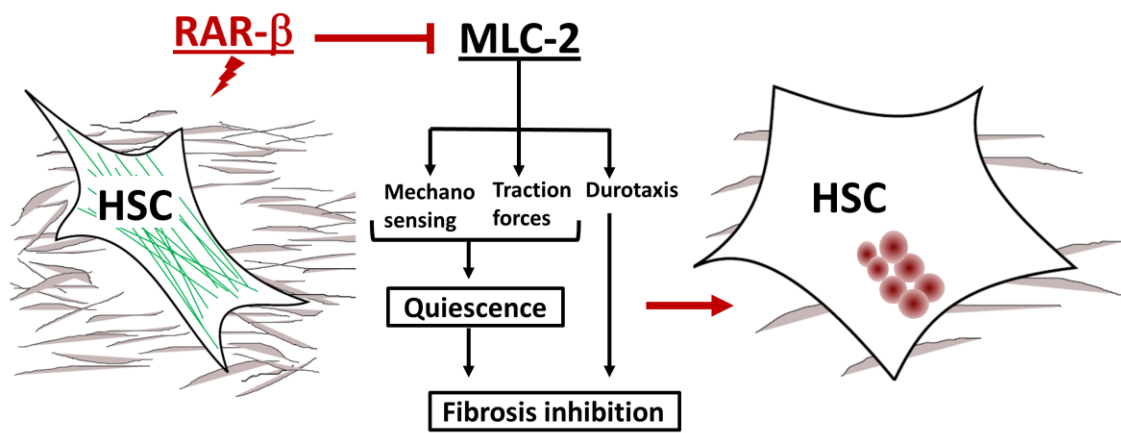 RAR-β
MLC-2
HSC
Mechano
sensing
Traction
forces
Durotaxis
HSC
Quiescence
Fibrosis inhibition